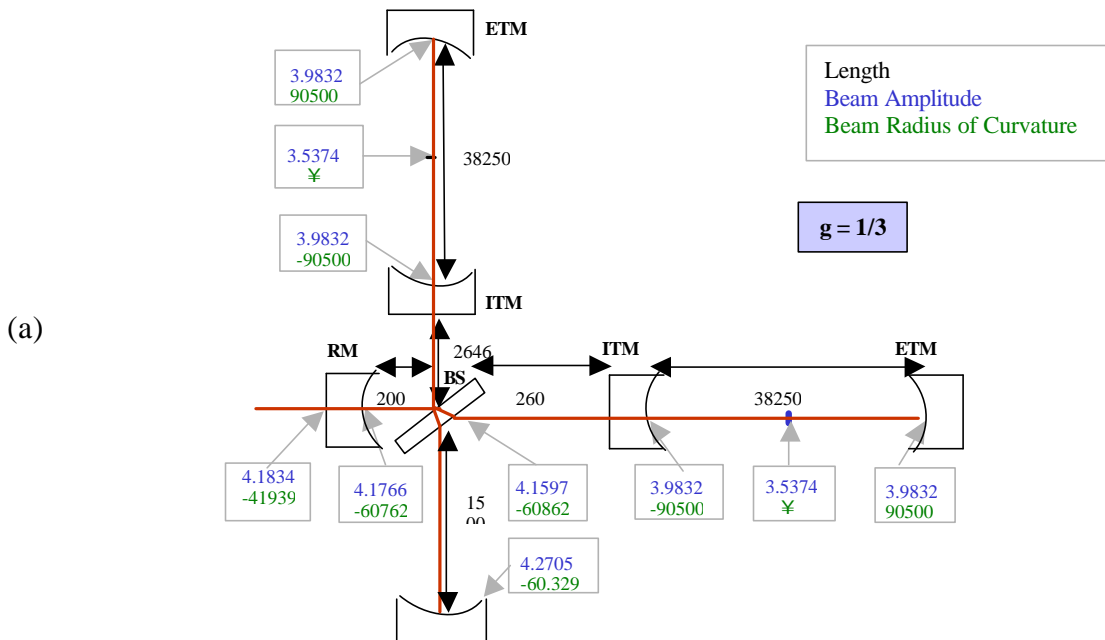 ETM
3.9832
90500
Length
Beam Amplitude
Beam Radius of Curvature
3.5374
¥
38250
g = 1/3
3.9832
-90500
ITM
(a)
RM
2646
ITM
ETM
BS
200
260
38250
4.1834
-41939
4.1766
-60762
15
00
4.1597
-60862
3.9832
-90500
3.5374
¥
3.9832
90500
4.2705
-60.329